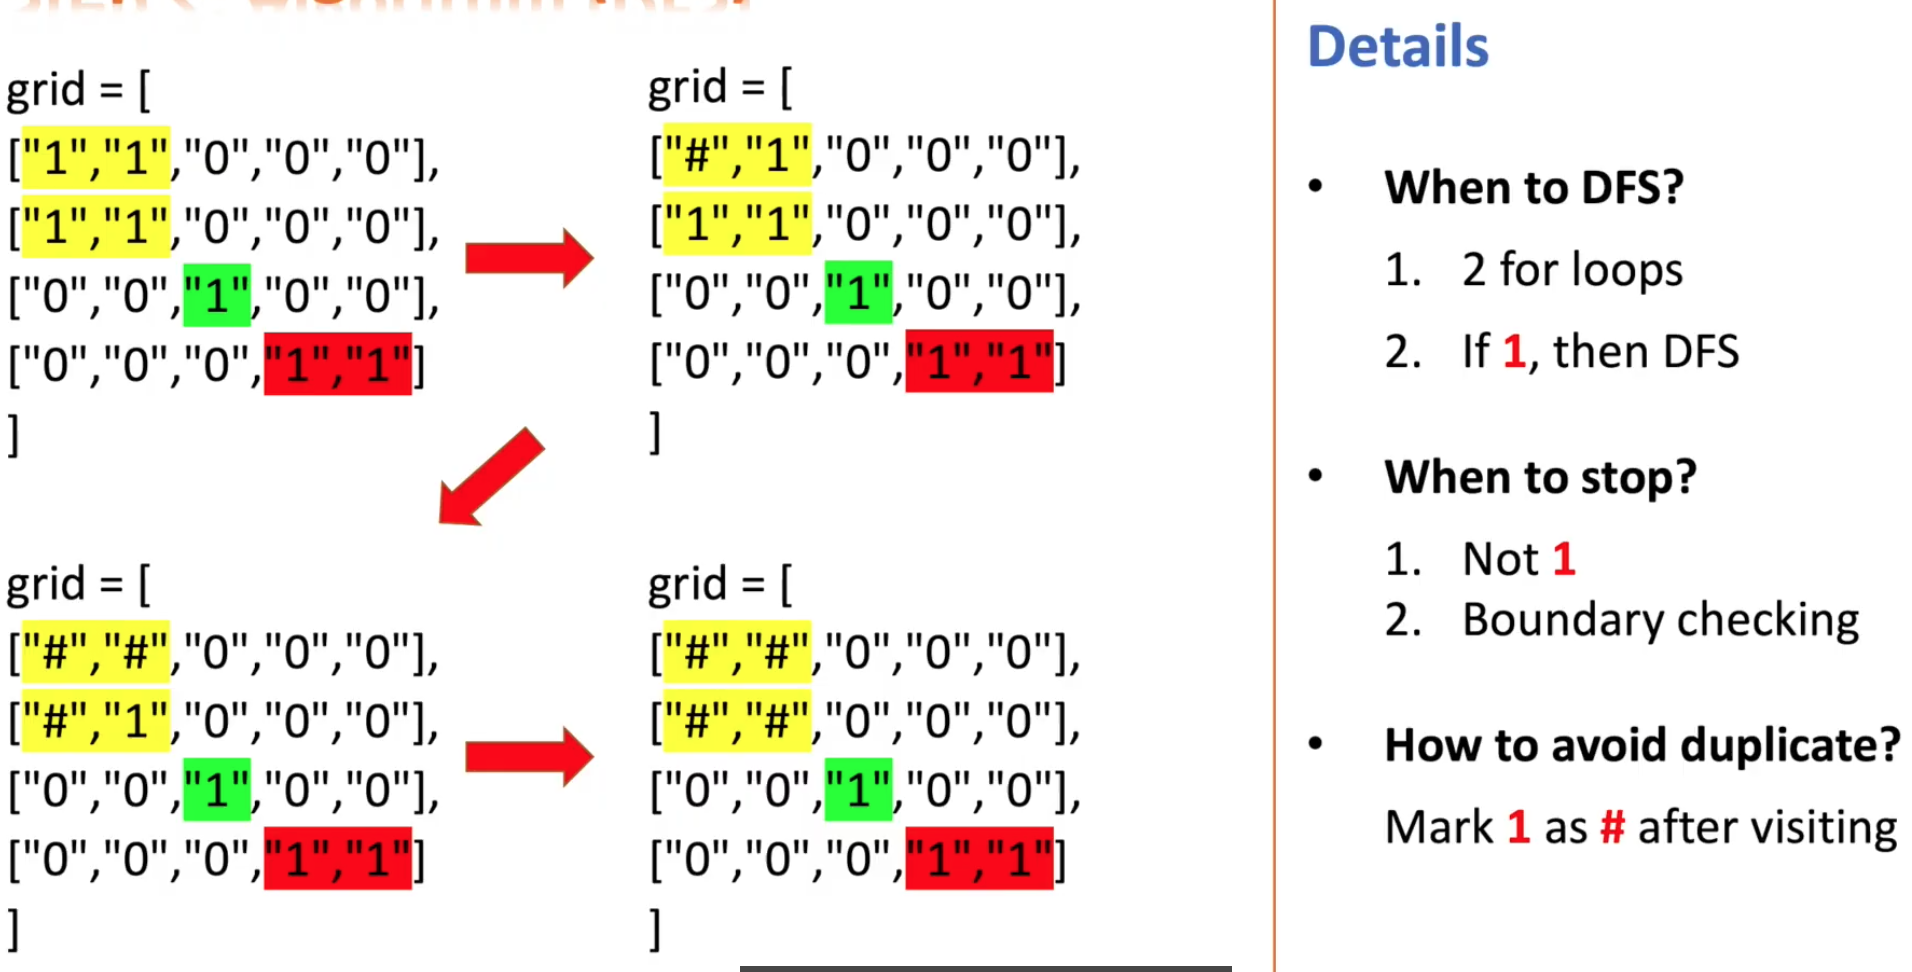 grid = [
["1","1","0","0","0"],
["1","1","0","0","0"],
["0","0","1","0","0"],
["0","0","0","1","1"]
]
grid = [
["#","1","0","0","0"],
["1","1","0","0","0"],
["0","0","1","0","0"],
["0","0","0","1","1"]
]
grid = [
["#","#","0","0","0"],
["#","1","0","0","0"],
["0","0","1","0","0"],
["0","0","0","1","1"]
]
grid = [
["#","#","0","0","0"],
["#","#","0","0","0"],
["0","0","1","0","0"],
["0","0","0","1","1"]
]
Details
• When to DFS?
1. 2 for loops
2. If 1, then DFS
• When to stop?
1. Not 1
2. Boundary checking
• How to avoid duplicate?
Mark 1 as # after visiting